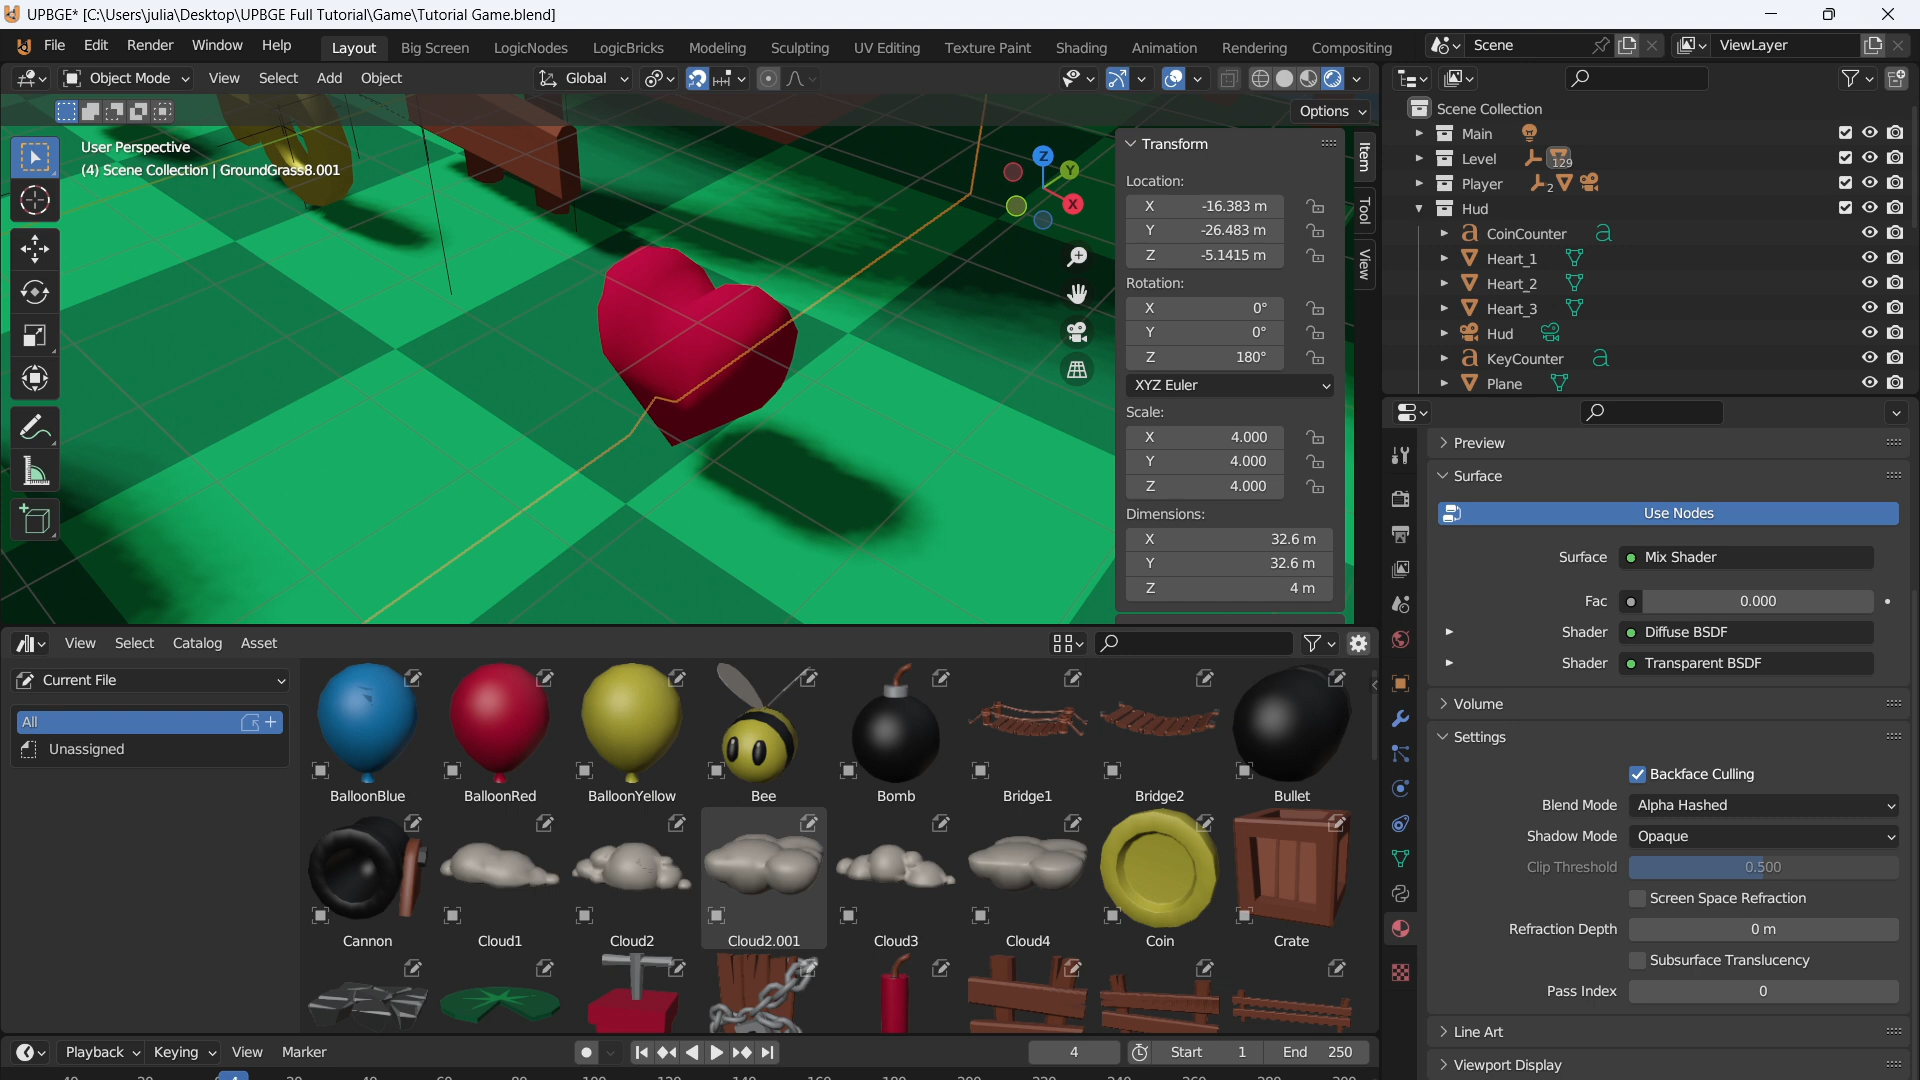 UPBGE* [C:\Users\julia\Desktop\UPBGE Full Tutorial\Game\Tutorial Game.blend]
File Edit Render Window Help Layout Big Screen LogicNodes LogicBricks Modeling Sculpting UV Editing Texture Paint Shading Animation Rendering Compositing Scene ViewLayer
Object Mode View Select Add Object Global
Options
User Perspective
(4) Scene Collection | GroundGrass8.001
Z
Y
X
Transform
Location:
X -16.383 m
Y -26.483 m
Z -5.1415 m
Rotation:
X 0°
Y 0°
Z 180°
XYZ Euler
Scale:
X 4.000
Y 4.000
Z 4.000
Dimensions:
X 32.6 m
Y 32.6 m
Z 4 m
Item
Tool
View
Scene Collection
Main
Level 129
Player 2
Hud
CoinCounter
Heart_1
Heart_2
Heart_3
Hud
KeyCounter
Plane
Preview
Surface
Use Nodes
Surface Mix Shader
Fac 0.000
Shader Diffuse BSDF
Shader Transparent BSDF
Volume
Settings
Backface Culling
Blend Mode Alpha Hashed
Shadow Mode Opaque
Clip Threshold 0.500
Screen Space Refraction
Refraction Depth 0 m
Subsurface Translucency
Pass Index 0
Line Art
Viewport Display
View Select Catalog Asset
Current File
All
Unassigned
BalloonBlue BalloonRed BalloonYellow Bee Bomb Bridge1 Bridge2 Bullet
Cannon Cloud1 Cloud2 Cloud2.001 Cloud3 Cloud4 Coin Crate
Playback Keying View Marker 4 Start 1 End 250